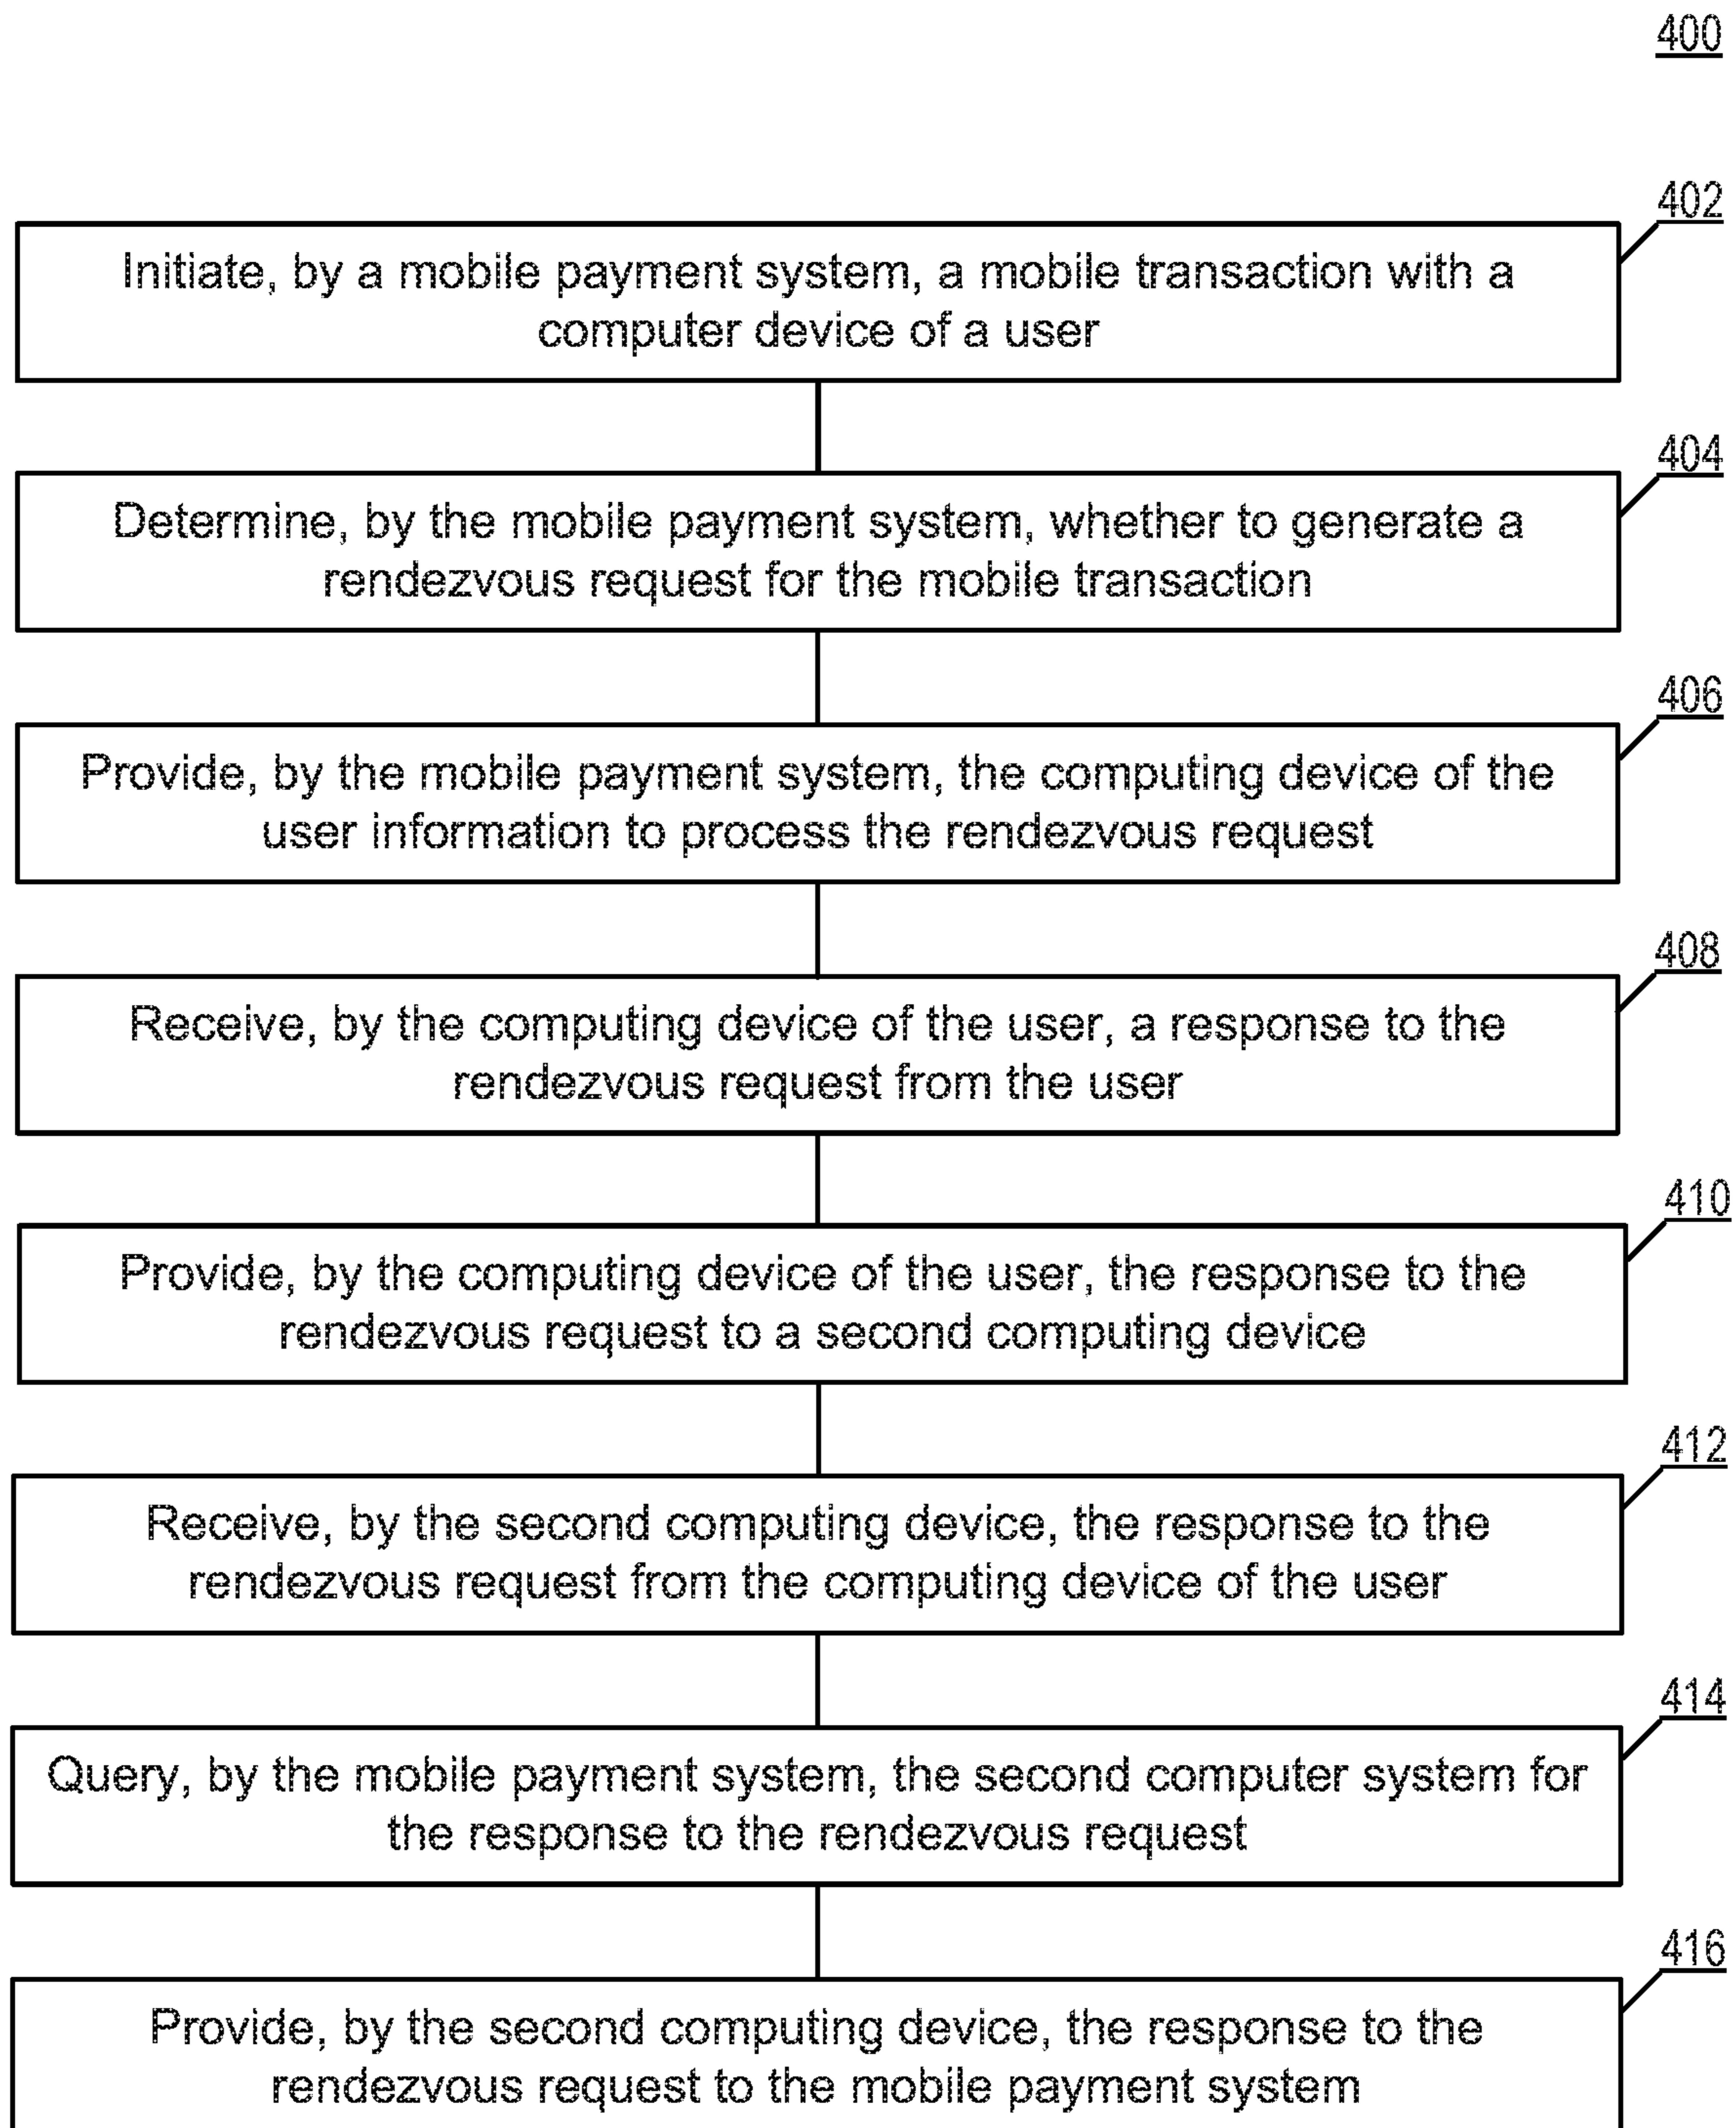 400
402
Initiate, by a mobile payment system, a mobile transaction with a
computer device of a user
404
Determine, by the mobile payment system, whether to generate a
rendezvous request for the mobile transaction
406
Provide, by the mobile payment system, the computing device of the
user information to process the rendezvous request
408
Receive, by the computing device of the user, a response to the
rendezvous request from the user
410
Provide, by the computing device of the user, the response to the
rendezvous request to a second computing device
412
Receive, by the second computing device, the response to the
rendezvous request from the computing device of the user
414
Query, by the mobile payment system, the second computer system for
the response to the rendezvous request
416
Provide, by the second computing device, the response to the
rendezvous request to the mobile payment system